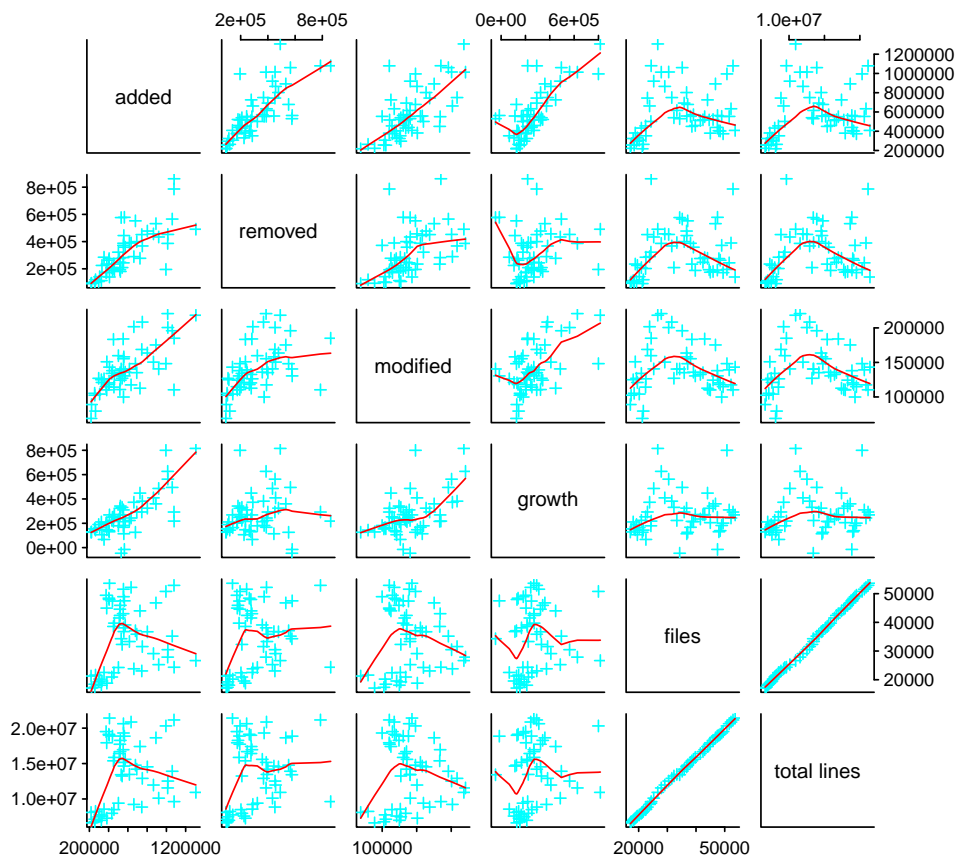 2e+05 8e+05 0e+00 6e+05 1.0e+07
added
1200000
1000000
800000
600000
400000
200000
8e+05
6e+05
4e+05
2e+05
removed
modified
200000
150000
100000
8e+05
6e+05
4e+05
2e+05
0e+00
growth
files
50000
40000
30000
20000
2.0e+07
1.5e+07
1.0e+07
total lines
200000 1200000 100000 20000 50000